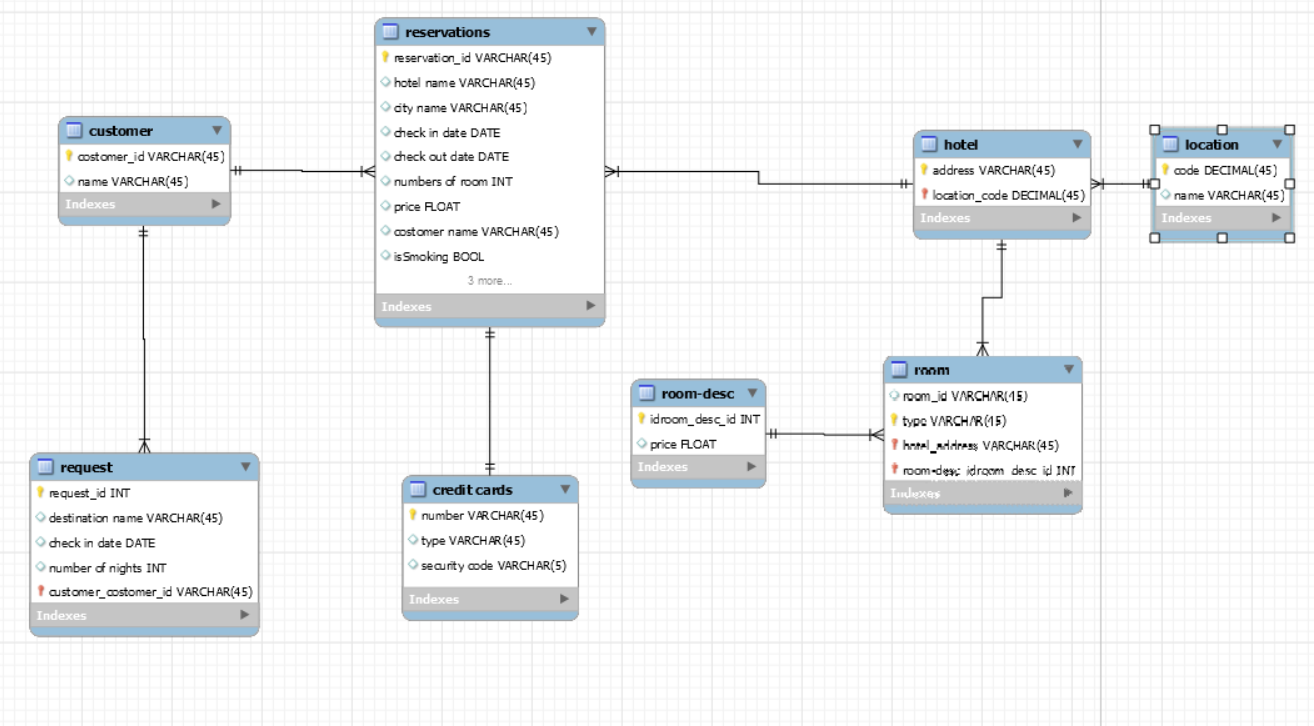 reservations
reservation_id VARCHAR(45)
hotel name VARCHAR(45)
city name VARCHAR(45)
check in date DATE
check out date DATE
numbers of room INT
price FLOAT
costomer name VARCHAR(45)
isSmoking BOOL
3 more...
Indexes
customer
costomer_id VARCHAR(45)
name VARCHAR(45)
Indexes
hotel
address VARCHAR(45)
location_code DECIMAL(45)
Indexes
location
code DECIMAL(45)
name VARCHAR(45)
Indexes
room-desc
idroom_desc_id INT
price FLOAT
Indexes
room
room_id VARCHAR(45)
type VARCHAR(45)
hotel_address VARCHAR(45)
room-desc_idroom_desc_id INT
Indexes
request
request_id INT
destination name VARCHAR(45)
check in date DATE
number of nights INT
customer_costomer_id VARCHAR(45)
Indexes
credit cards
number VARCHAR(45)
type VARCHAR(45)
security code VARCHAR(5)
Indexes